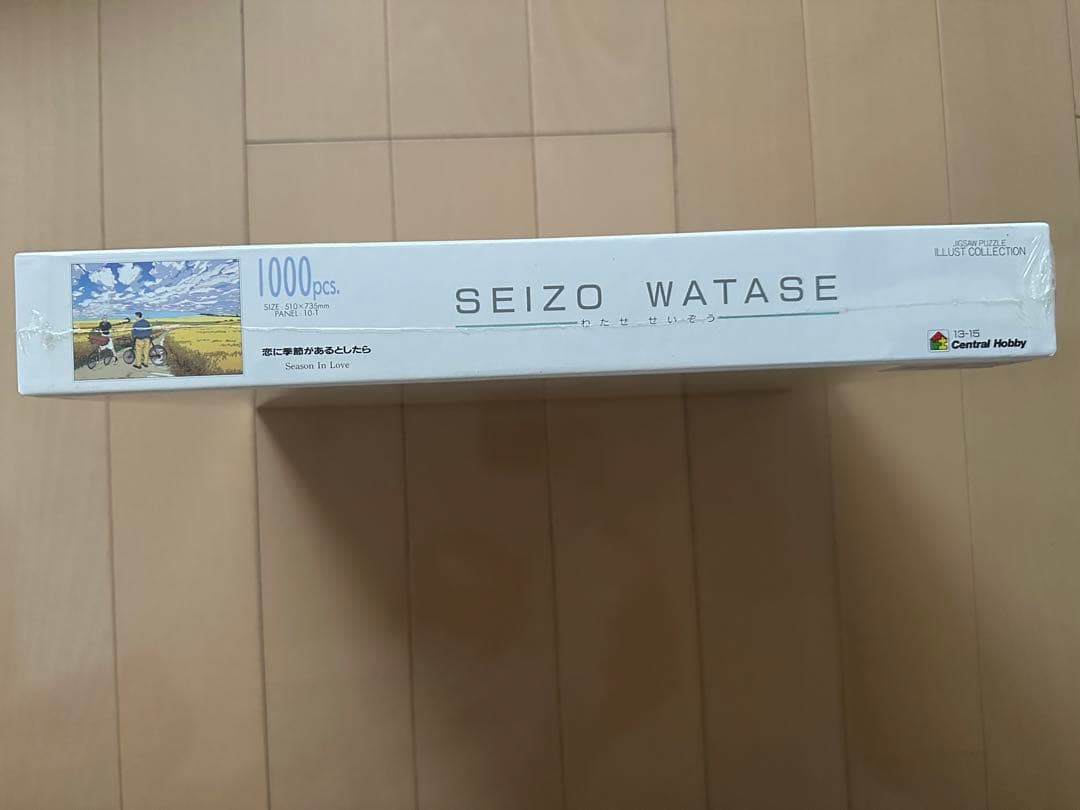 1000pcs.
SIZE : 510×735mm
PANEL : 10-T
恋に季節があるとしたら
Season In Love
SEIZO WATASE
わたせ せいぞう
JIGSAW PUZZLE
ILLUST COLLECTION
13-15
Central Hobby